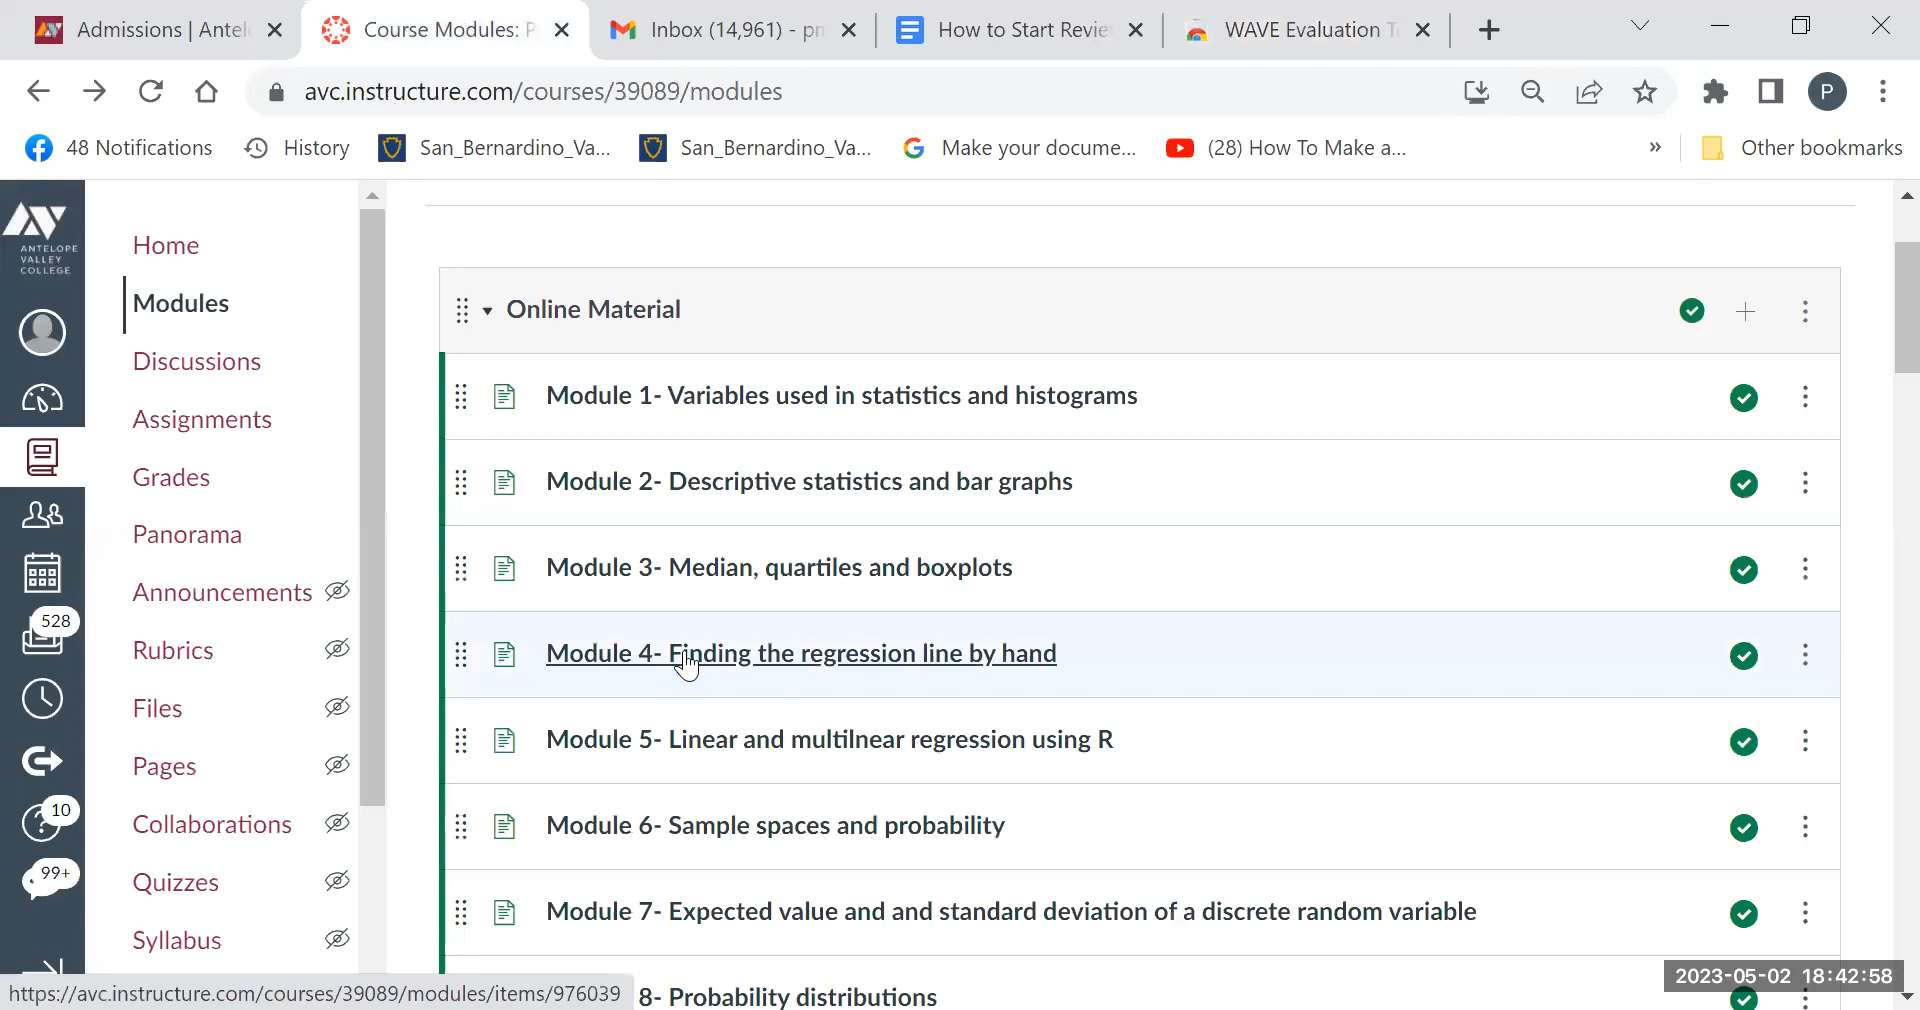 Admissions | Antel
Course Modules: P
Inbox (14,961) - pm
How to Start Revie
WAVE Evaluation T
avc.instructure.com/courses/39089/modules
P
48 Notifications
History
San_Bernardino_Va...
San_Bernardino_Va...
Make your docume...
(28) How To Make a...
»
Other bookmarks
ANTELOPE
VALLEY
COLLEGE
528
10
99+
Home
Modules
Discussions
Assignments
Grades
Panorama
Announcements
Rubrics
Files
Pages
Collaborations
Quizzes
Syllabus
Online Material
Module 1- Variables used in statistics and histograms
Module 2- Descriptive statistics and bar graphs
Module 3- Median, quartiles and boxplots
Module 4- Finding the regression line by hand
Module 5- Linear and multilnear regression using R
Module 6- Sample spaces and probability
Module 7- Expected value and and standard deviation of a discrete random variable
8- Probability distributions
https://avc.instructure.com/courses/39089/modules/items/976039
2023-05-02 18:42:58